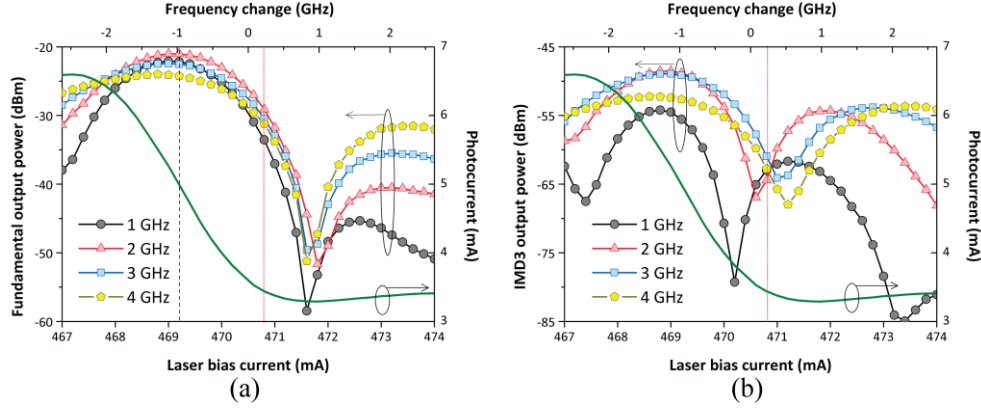 (a)
Frequency change (GHz)
-2 -1 0 1 2
-20
-30
-40
-50
-60
Fundamental output power (dBm)
7
6
5
4
3
Photocurrent (mA)
1 GHz
2 GHz
3 GHz
4 GHz
467 468 469 470 471 472 473 474
Laser bias current (mA)
(a)
(b)
Frequency change (GHz)
-2 -1 0 1 2
-45
-55
-65
-75
-85
IMD3 output power (dBm)
7
6
5
4
3
Photocurrent (mA)
1 GHz
2 GHz
3 GHz
4 GHz
467 468 469 470 471 472 473 474
Laser bias current (mA)
(b)